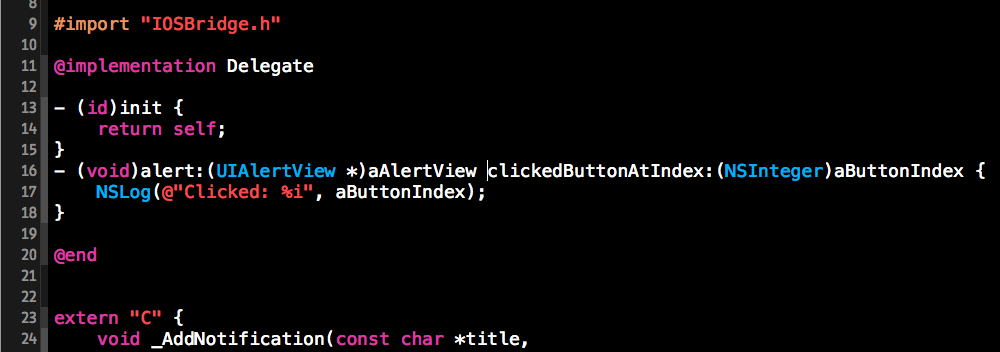 8
9 #import "IOSBridge.h"
10
11 @implementation Delegate
12
13 - (id)init {
14     return self;
15 }
16 - (void)alert:(UIAlertView *)aAlertView clickedButtonAtIndex:(NSInteger)aButtonIndex {
17     NSLog(@"Clicked: %i", aButtonIndex);
18 }
19
20 @end
21
22
23 extern "C" {
24     void _AddNotification(const char *title,